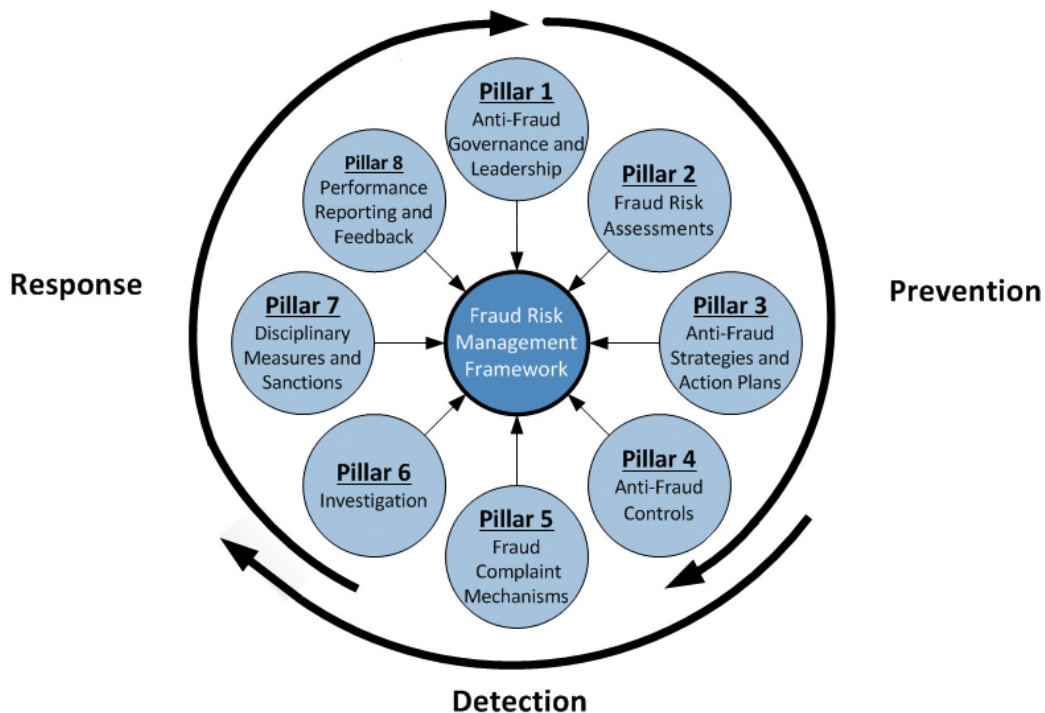 Pillar 1
Anti-Fraud
Governance and
Leadership
Pillar 2
Fraud Risk
Assessments
Pillar 3
Anti-Fraud
Strategies and
Action Plans
Pillar 4
Anti-Fraud
Controls
Pillar 5
Fraud
Complaint
Mechanisms
Pillar 6
Investigation
Pillar 7
Disciplinary
Measures and
Sanctions
Pillar 8
Performance
Reporting and
Feedback
Fraud Risk
Management
Framework
Response
Prevention
Detection